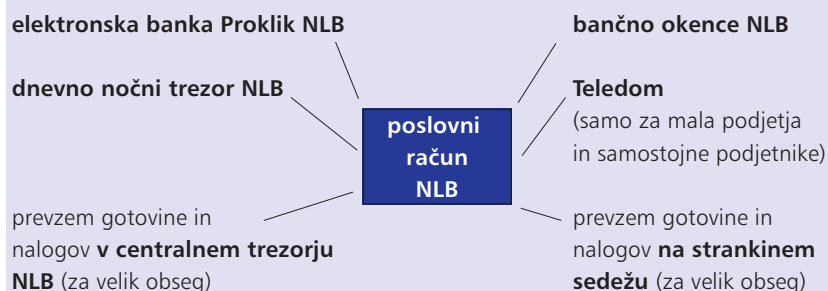 elektronska banka Proklik NLB
dnevno nočni trezor NLB
prevzem gotovine in
nalogov v centralnem trezorju
NLB (za velik obseg)
poslovni
račun
NLB
bančno okence NLB
Teledom
(samo za mala podjetja
in samostojne podjetnike)
prevzem gotovine in
nalogov na strankinem
sedežu (za velik obseg)